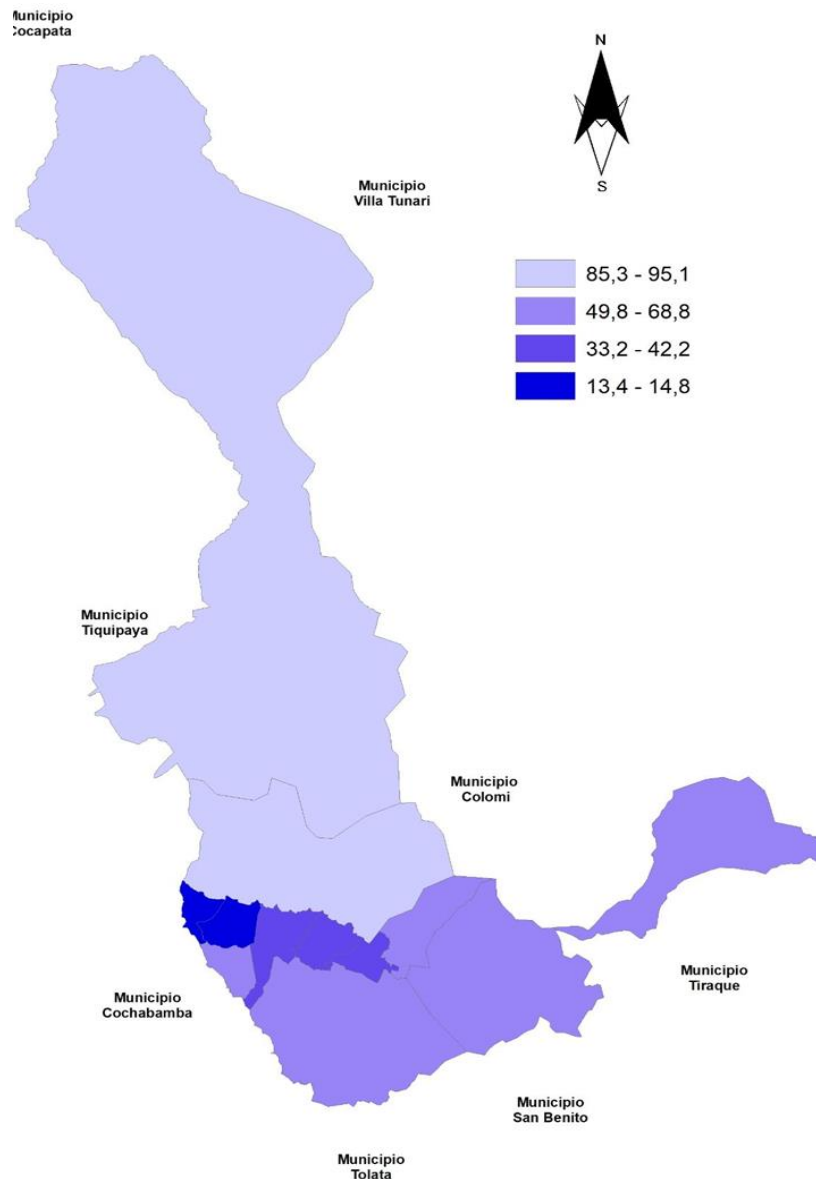 Municipio
Cocapata
N
S
Municipio
Villa Tunari
85,3 - 95,1
49,8 - 68,8
33,2 - 42,2
13,4 - 14,8
Municipio
Tiquipaya
Municipio
Colomi
Municipio
Tiraque
Municipio
Cochabamba
Municipio
San Benito
Municipio
Tolata